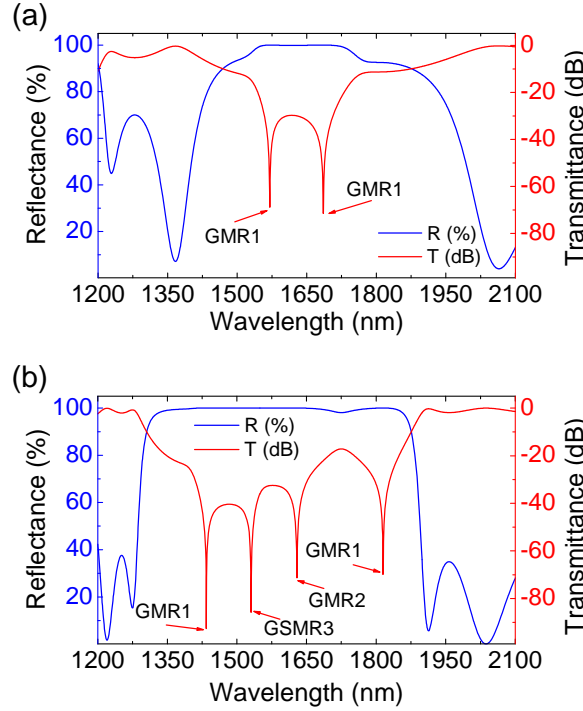 (a)
100
80
60
40
20
Reflectance (%)
0
-20
-40
-60
-80
Transmittance (dB)
GMR1
GMR1
R (%)
T (dB)
1200 1350 1500 1650 1800 1950 2100
Wavelength (nm)
(b)
100
80
60
40
20
Reflectance (%)
0
-20
-40
-60
-80
Transmittance (dB)
R (%)
T (dB)
GMR1
GMR1
GMR2
GSMR3
1200 1350 1500 1650 1800 1950 2100
Wavelength (nm)